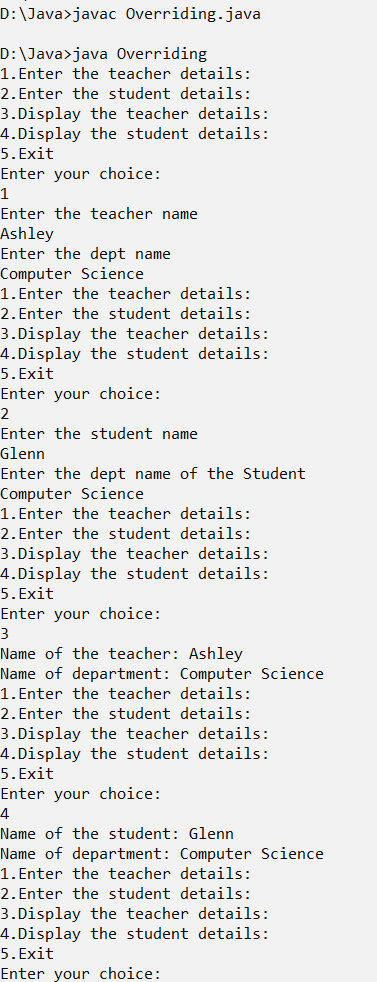 D:\Java>javac Overriding.java
D:\Java>java Overriding
1.Enter the teacher details:
2.Enter the student details:
3.Display the teacher details:
4.Display the student details:
5.Exit
Enter your choice:
1
Enter the teacher name
Ashley
Enter the dept name
Computer Science
1.Enter the teacher details:
2.Enter the student details:
3.Display the teacher details:
4.Display the student details:
5.Exit
Enter your choice:
2
Enter the student name
Glenn
Enter the dept name of the Student
Computer Science
1.Enter the teacher details:
2.Enter the student details:
3.Display the teacher details:
4.Display the student details:
5.Exit
Enter your choice:
3
Name of the teacher: Ashley
Name of department: Computer Science
1.Enter the teacher details:
2.Enter the student details:
3.Display the teacher details:
4.Display the student details:
5.Exit
Enter your choice:
4
Name of the student: Glenn
Name of department: Computer Science
1.Enter the teacher details:
2.Enter the student details:
3.Display the teacher details:
4.Display the student details:
5.Exit
Enter your choice: